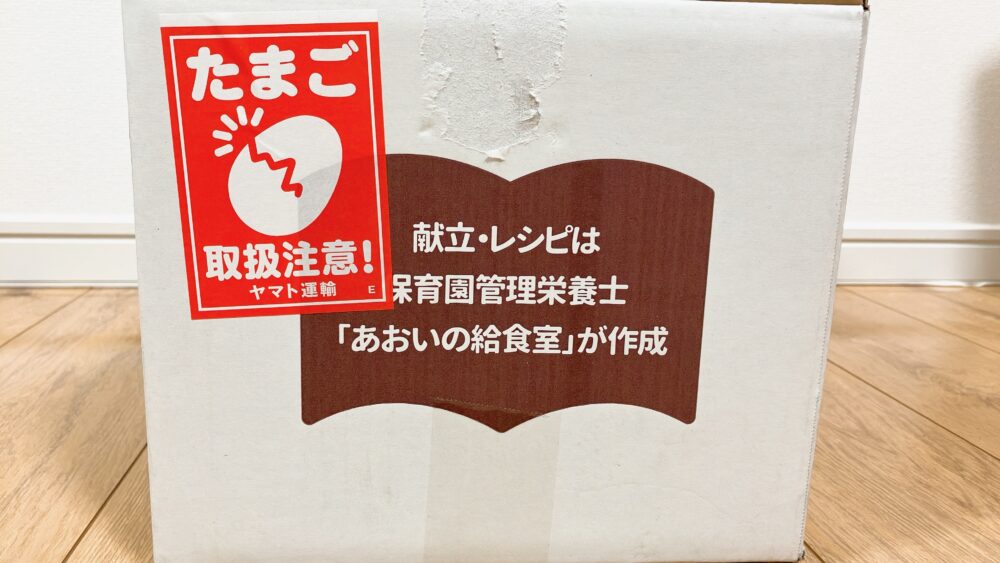 たまご
取扱注意!
ヤマト運輸 E
献立・レシピは
保育園管理栄養士
「あおいの給食室」が作成